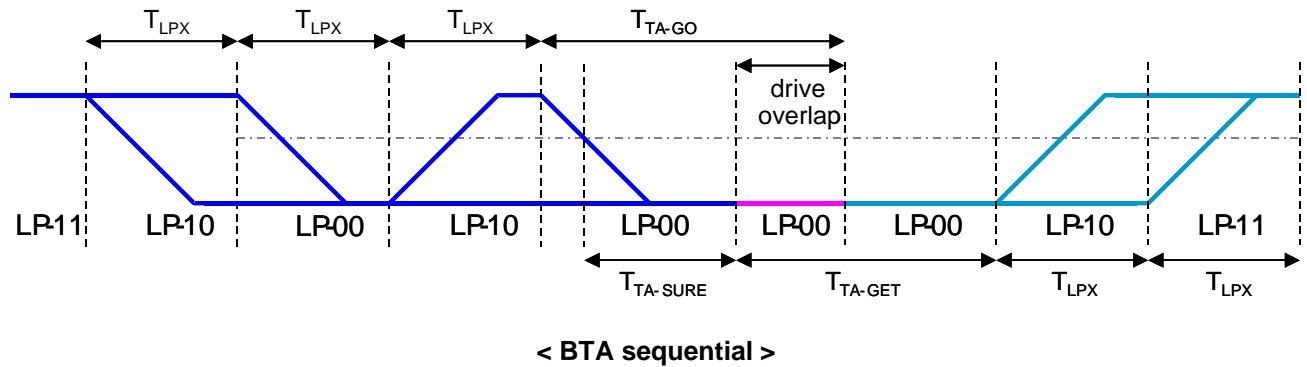 TLPX TLPX TLPX TTA-GO
drive
overlap
LP-11 LP-10 LP-00 LP-10 LP-00 LP-00 LP-00 LP-10 LP-11
TTA-SURE TTA-GET TLPX TLPX
< BTA sequential >